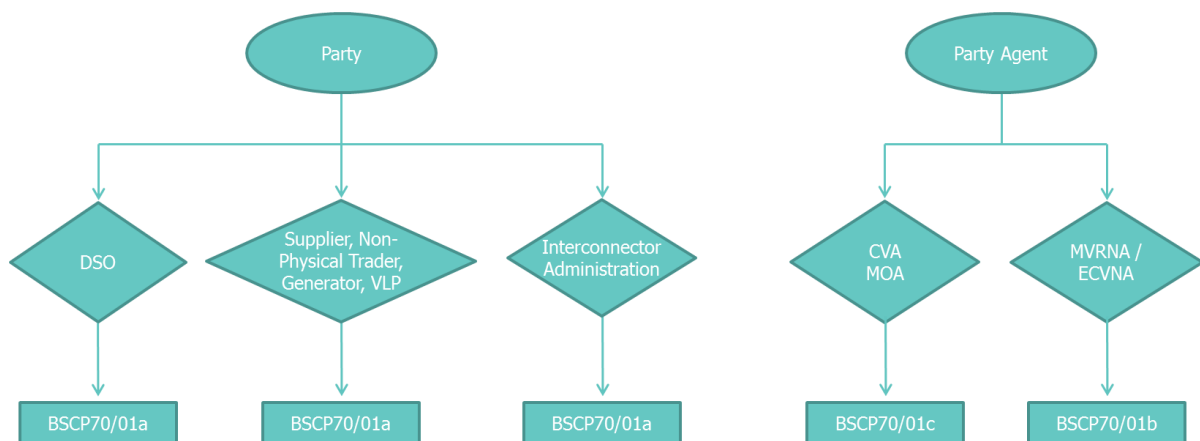 Party
Party Agent
DSO
Supplier, Non-
Physical Trader,
Generator, VLP
Interconnector
Administration
CVA
MOA
MVRNA /
ECVNA
BSCP70/01a
BSCP70/01a
BSCP70/01a
BSCP70/01c
BSCP70/01b